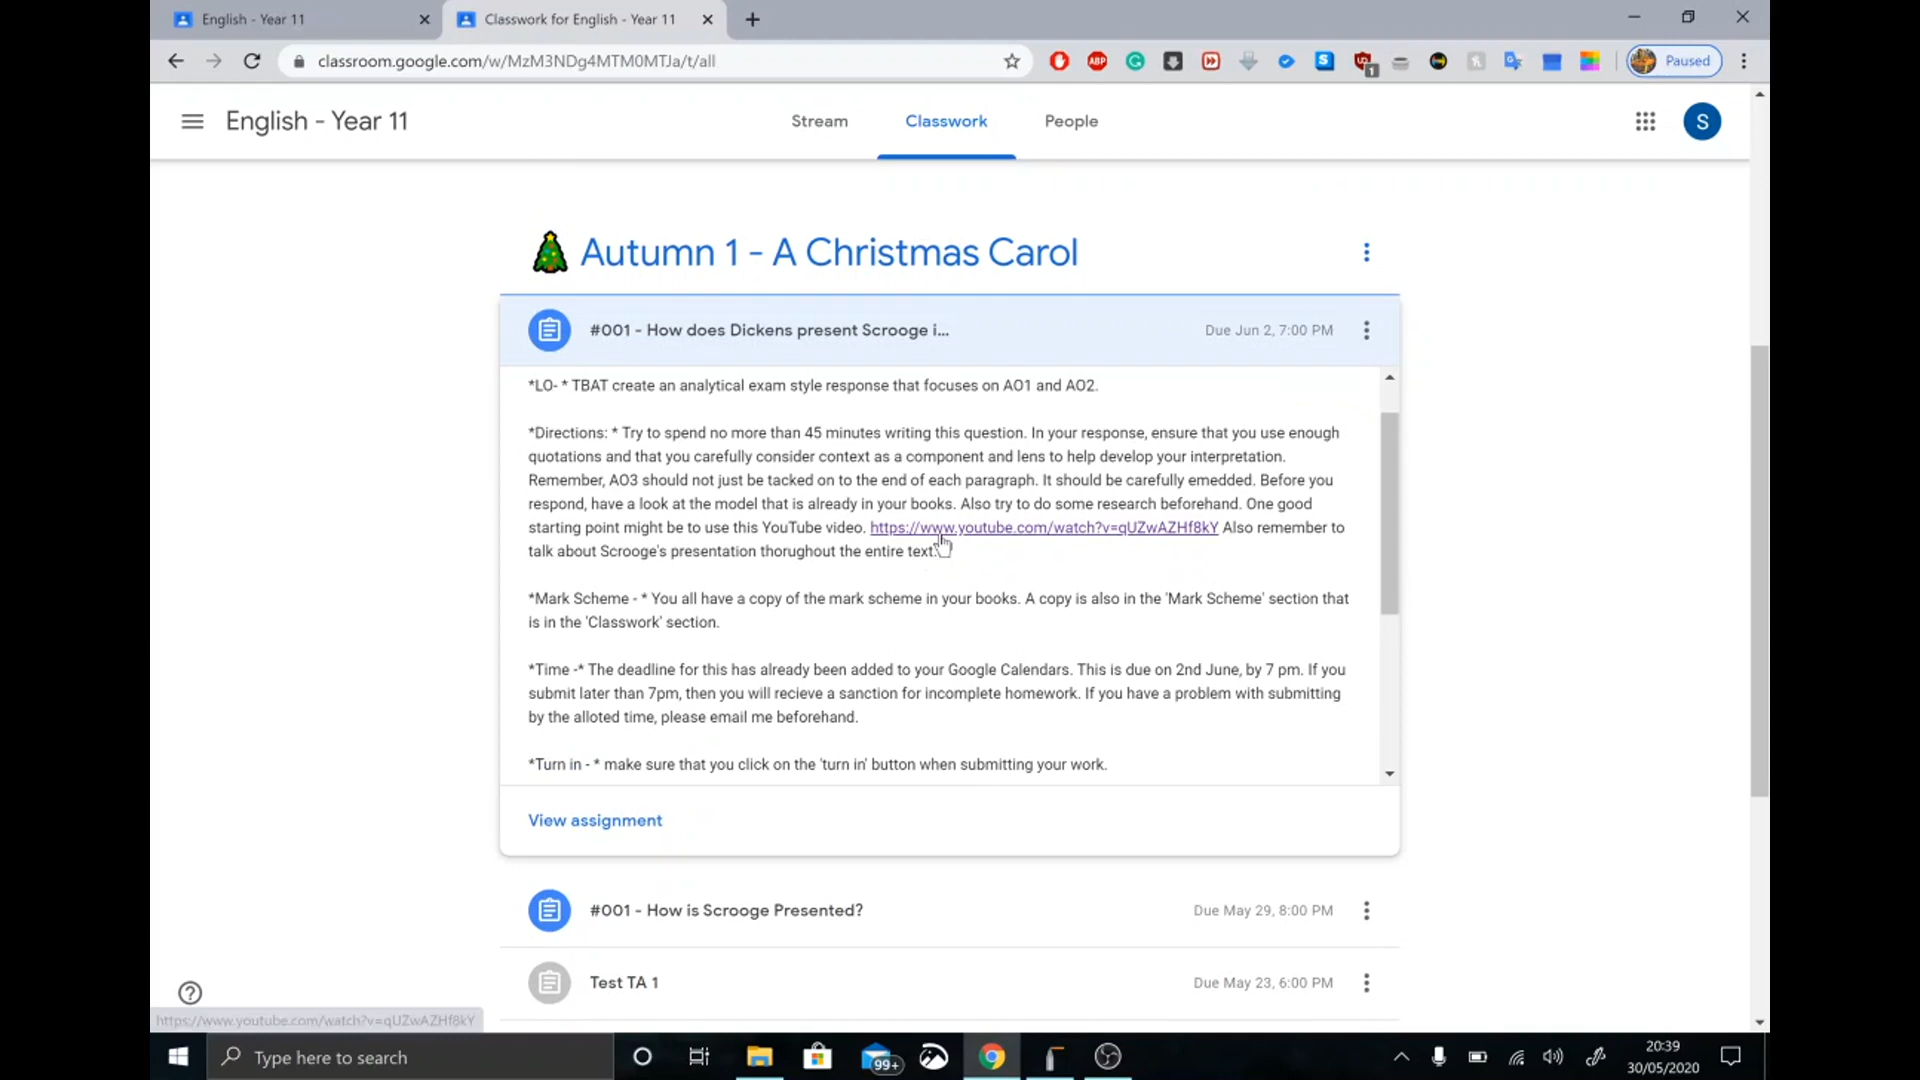 English - Year 11
Classwork for English - Year 11
classroom.google.com/w/MzM3NDg4MTM0MTJa/t/all
ABP
1
Paused
English - Year 11
Stream
Classwork
People
S
Autumn 1 - A Christmas Carol
#001 - How does Dickens present Scrooge i...
Due Jun 2, 7:00 PM
*LO- * TBAT create an analytical exam style response that focuses on AO1 and AO2.
*Directions: * Try to spend no more than 45 minutes writing this question. In your response, ensure that you use enough
quotations and that you carefully consider context as a component and lens to help develop your interpretation.
Remember, AO3 should not just be tacked on to the end of each paragraph. It should be carefully emedded. Before you
respond, have a look at the model that is already in your books. Also try to do some research beforehand. One good
starting point might be to use this YouTube video. https://www.youtube.com/watch?v=qUZwAZHf8kY Also remember to
talk about Scrooge's presentation thorughout the entire text.
*Mark Scheme - * You all have a copy of the mark scheme in your books. A copy is also in the 'Mark Scheme' section that
is in the 'Classwork' section.
*Time -* The deadline for this has already been added to your Google Calendars. This is due on 2nd June, by 7 pm. If you
submit later than 7pm, then you will recieve a sanction for incomplete homework. If you have a problem with submitting
by the alloted time, please email me beforehand.
*Turn in - * make sure that you click on the 'turn in' button when submitting your work.
View assignment
#001 - How is Scrooge Presented?
Due May 29, 8:00 PM
Test TA 1
Due May 23, 6:00 PM
https://www.youtube.com/watch?v=qUZwAZHf8kY
Type here to search
99+
20:39
30/05/2020